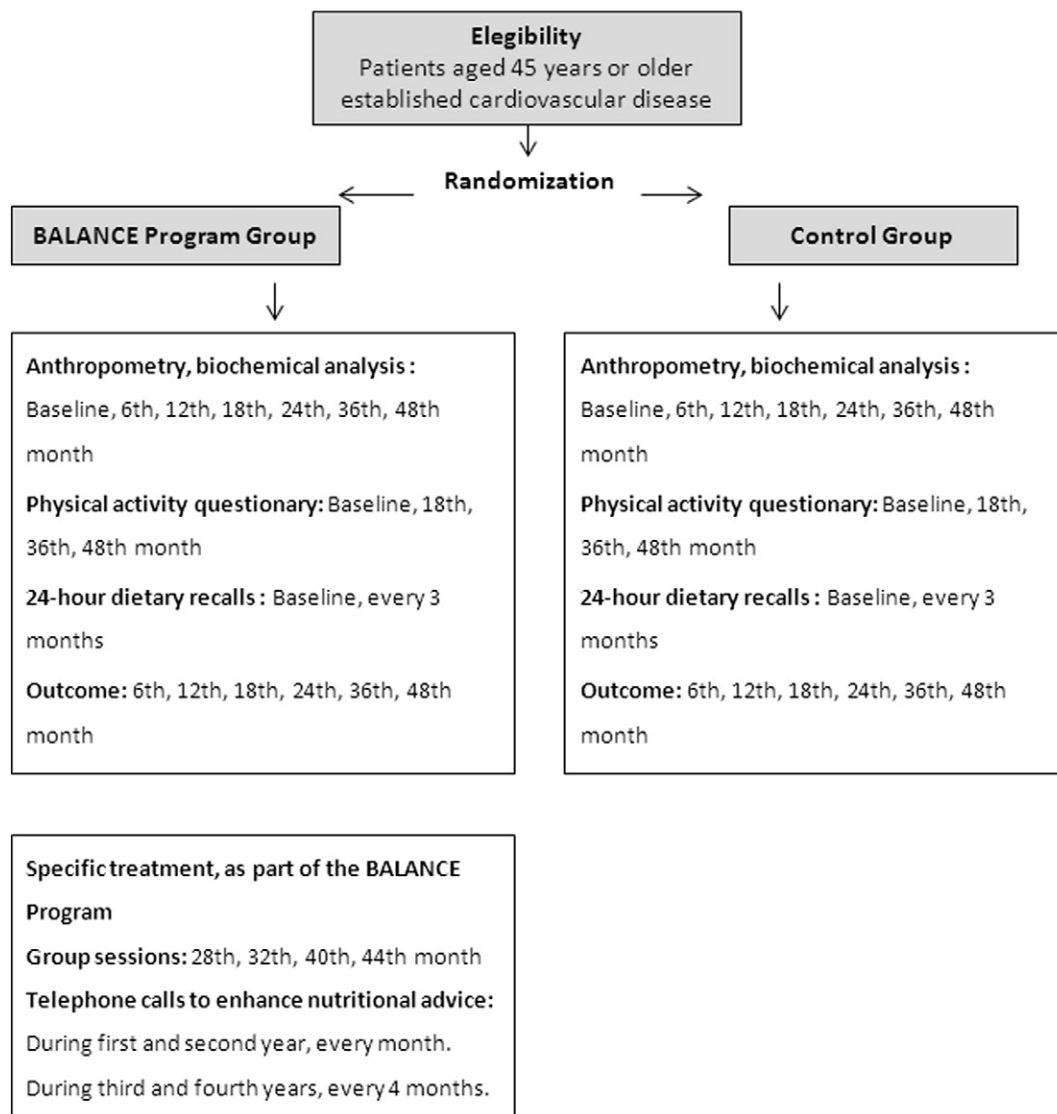 Elegibility
Patients aged 45 years or older
established cardiovascular disease
Randomization
BALANCE Program Group
Control Group
Anthropometry, biochemical analysis :
Baseline, 6th, 12th, 18th, 24th, 36th, 48th
month
Physical activity questionary: Baseline, 18th,
36th, 48th month
24-hour dietary recalls : Baseline, every 3
months
Outcome: 6th, 12th, 18th, 24th, 36th, 48th
month
Anthropometry, biochemical analysis :
Baseline, 6th, 12th, 18th, 24th, 36th, 48th
month
Physical activity questionary: Baseline, 18th,
36th, 48th month
24-hour dietary recalls : Baseline, every 3
months
Outcome: 6th, 12th, 18th, 24th, 36th, 48th
month
Specific treatment, as part of the BALANCE
Program
Group sessions: 28th, 32th, 40th, 44th month
Telephone calls to enhance nutritional advice:
During first and second year, every month.
During third and fourth years, every 4 months.